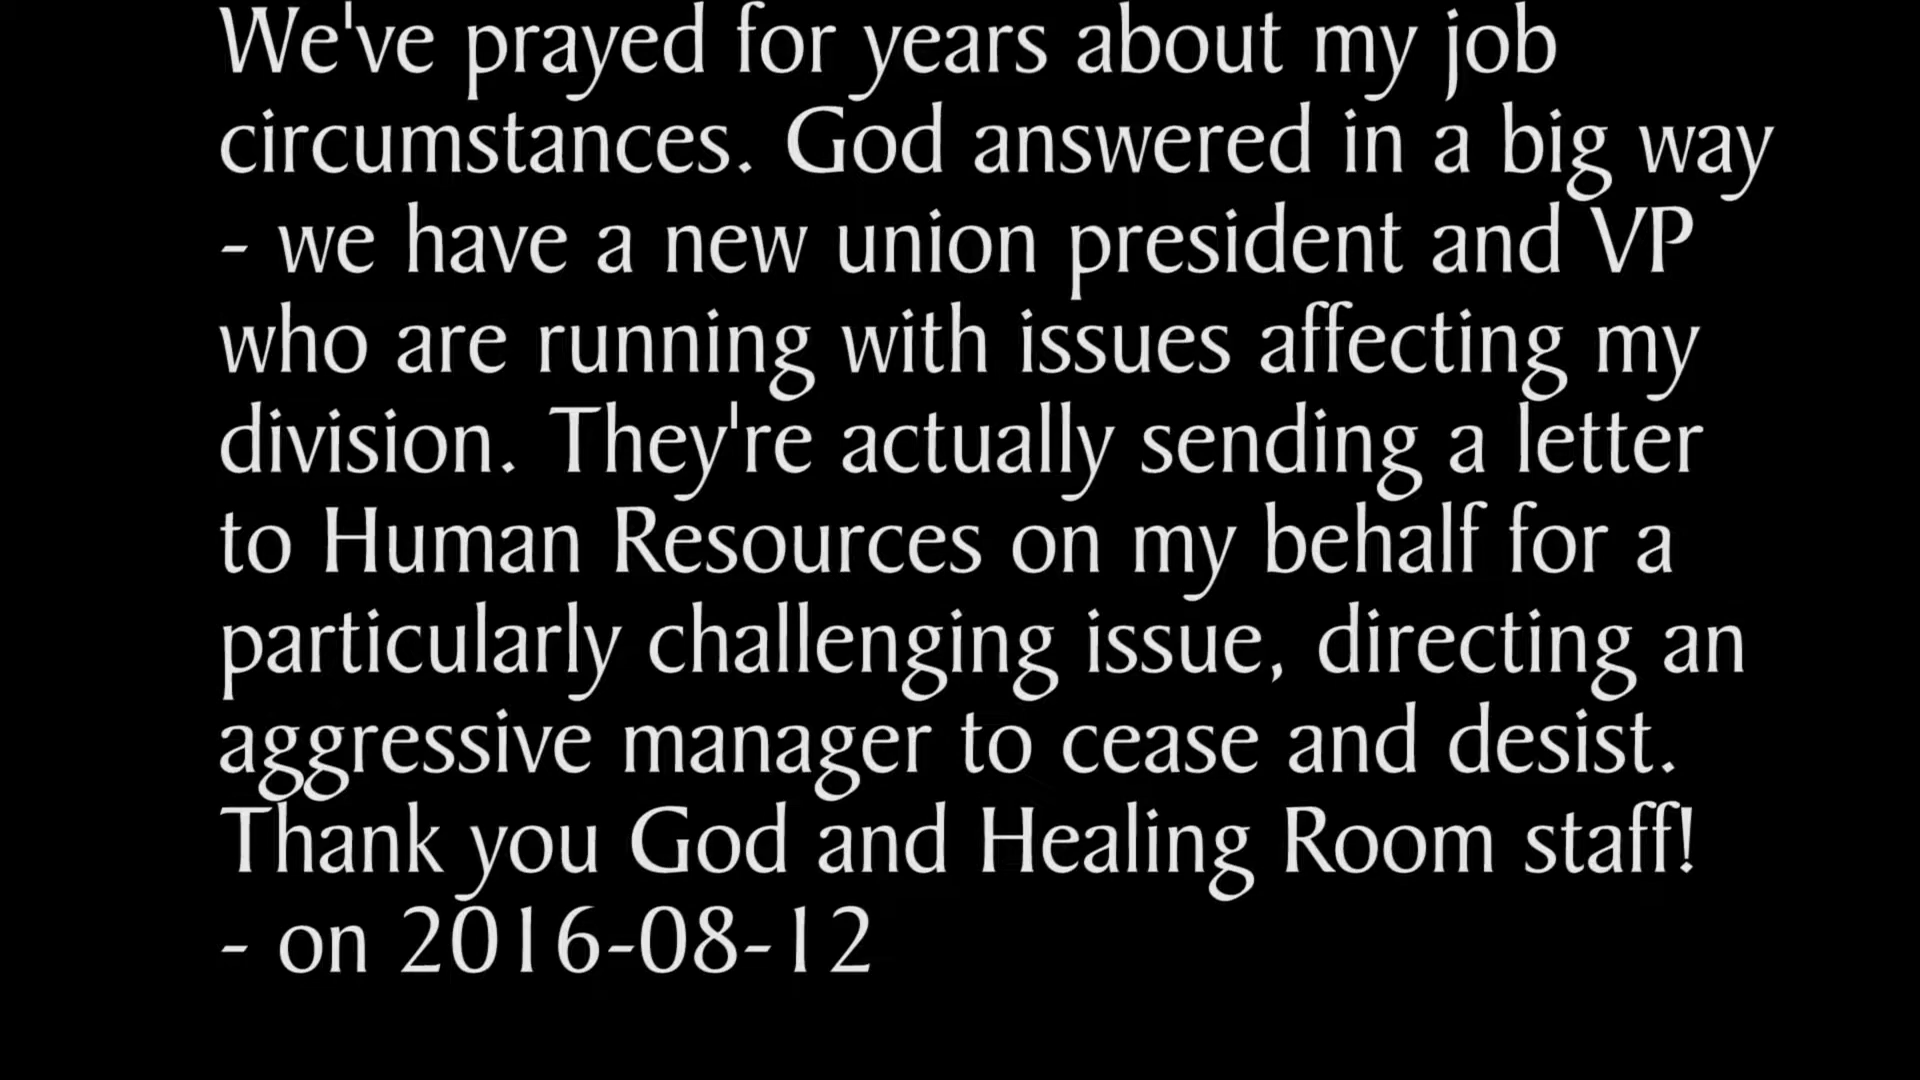 We've prayed for years about my job
circumstances. God answered in a big way
- we have a new union president and VP
who are running with issues affecting my
division. They're actually sending a letter
to Human Resources on my behalf for a
particularly challenging issue, directing an
aggressive manager to cease and desist.
Thank you God and Healing Room staff!
- on 2016-08-12